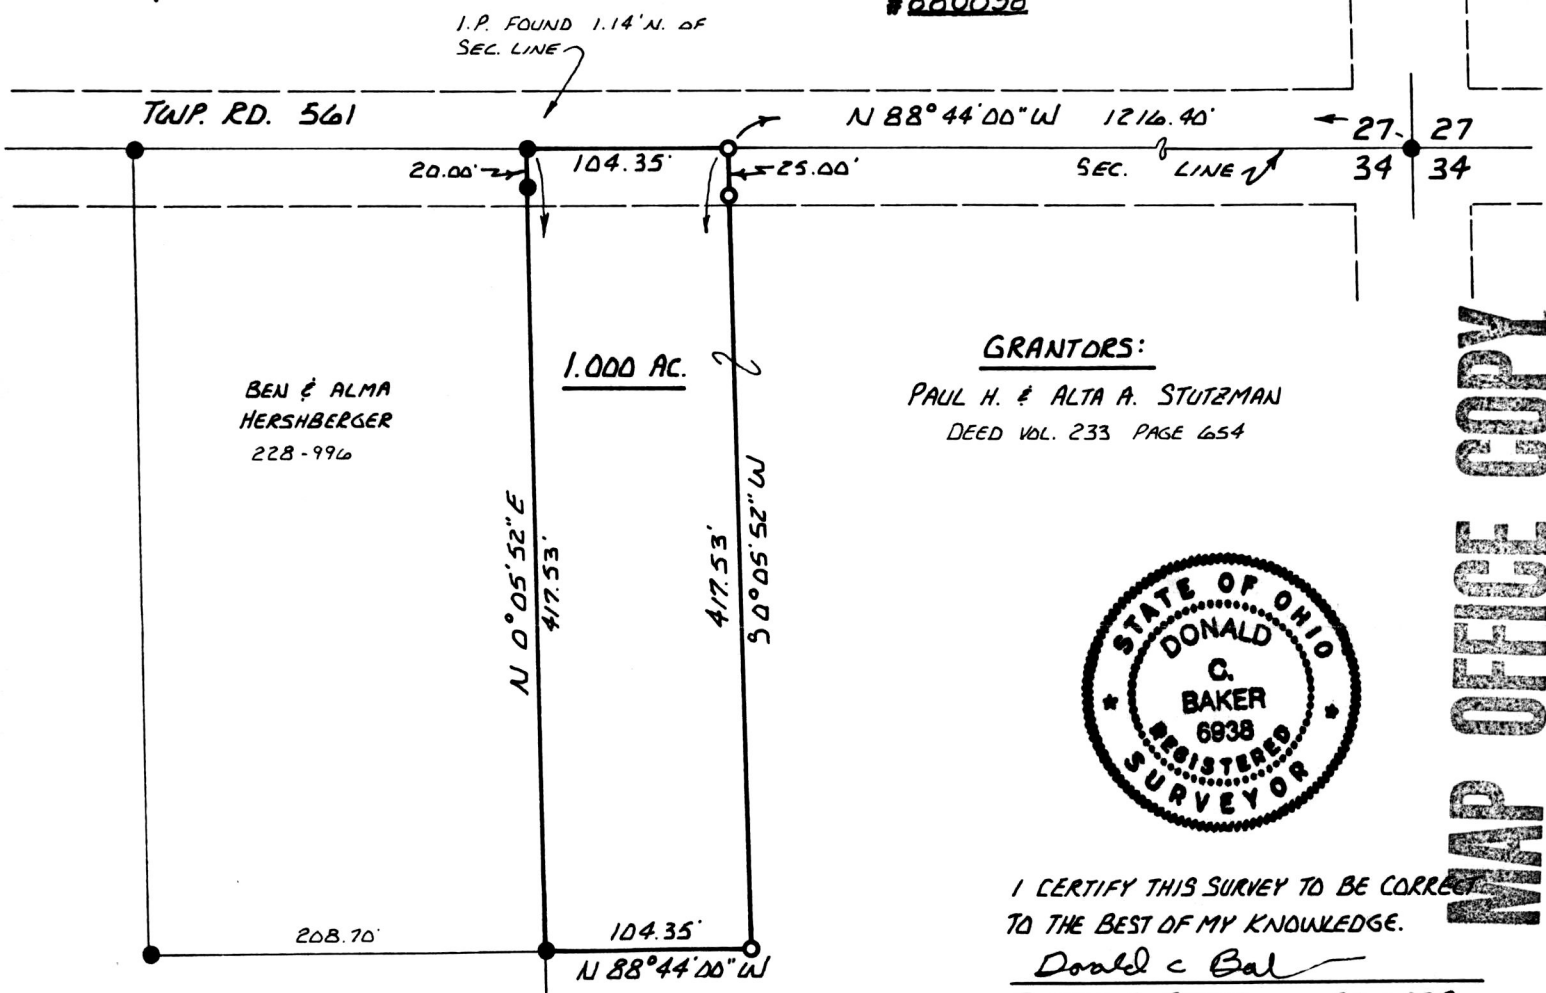 I.P. FOUND 1.14' N. OF
SEC. LINE
TWP. RD. 561
N 88°44'00" W 1216.40'
27 27
34 34
20.00'
104.35'
25.00'
SEC. LINE
1.000 AC.
BEN & ALMA
HERSHBERGER
228-996
GRANTORS:
PAUL H. & ALTA A. STUTZMAN
DEED VOL. 233 PAGE 654
N 0°05'52" E
417.53'
417.53'
S 0°05'52" W
STATE OF OHIO
DONALD
C.
BAKER
6938
REGISTERED
SURVEYOR
MAP OFFICE COPY
I CERTIFY THIS SURVEY TO BE CORRECT
TO THE BEST OF MY KNOWLEDGE.
Donald C Bak
208.70'
104.35'
N 88°44'00" W